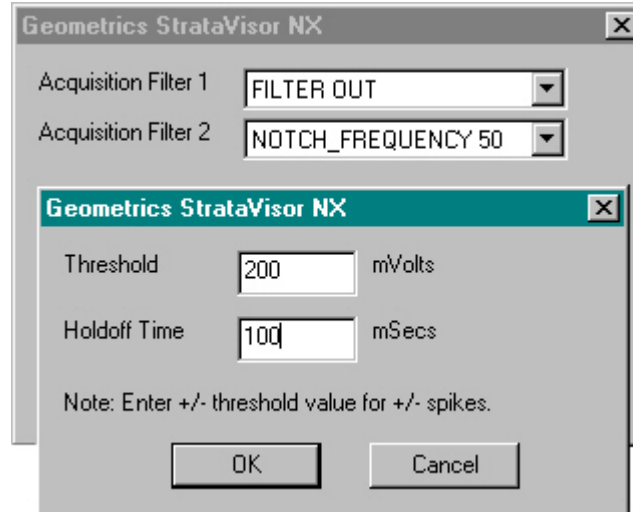 Geometrics StrataVisor NX
Acquisition Filter 1 FILTER OUT
Acquisition Filter 2 NOTCH_FREQUENCY 50
Geometrics StrataVisor NX
Threshold 200 mVolts
Holdoff Time 100 mSecs
Note: Enter +/- threshold value for +/- spikes.
OK Cancel